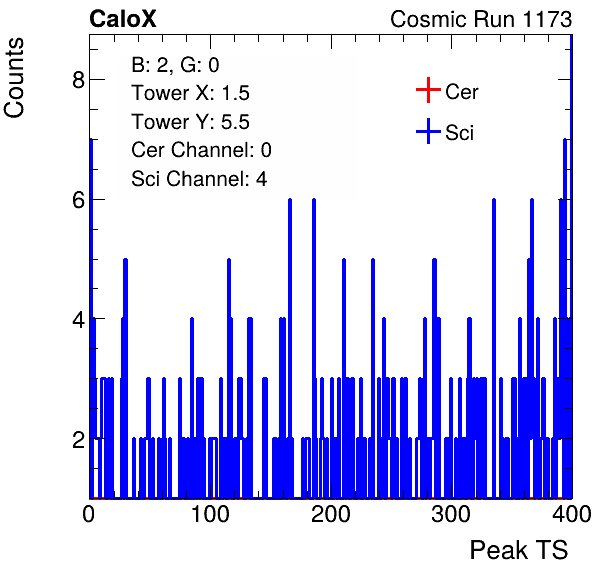 CaloX
Cosmic Run 1173
Counts
B: 2, G: 0
Tower X: 1.5
Tower Y: 5.5
Cer Channel: 0
Sci Channel: 4
Cer
Sci
8
6
4
2
0
100
200
300
400
Peak TS